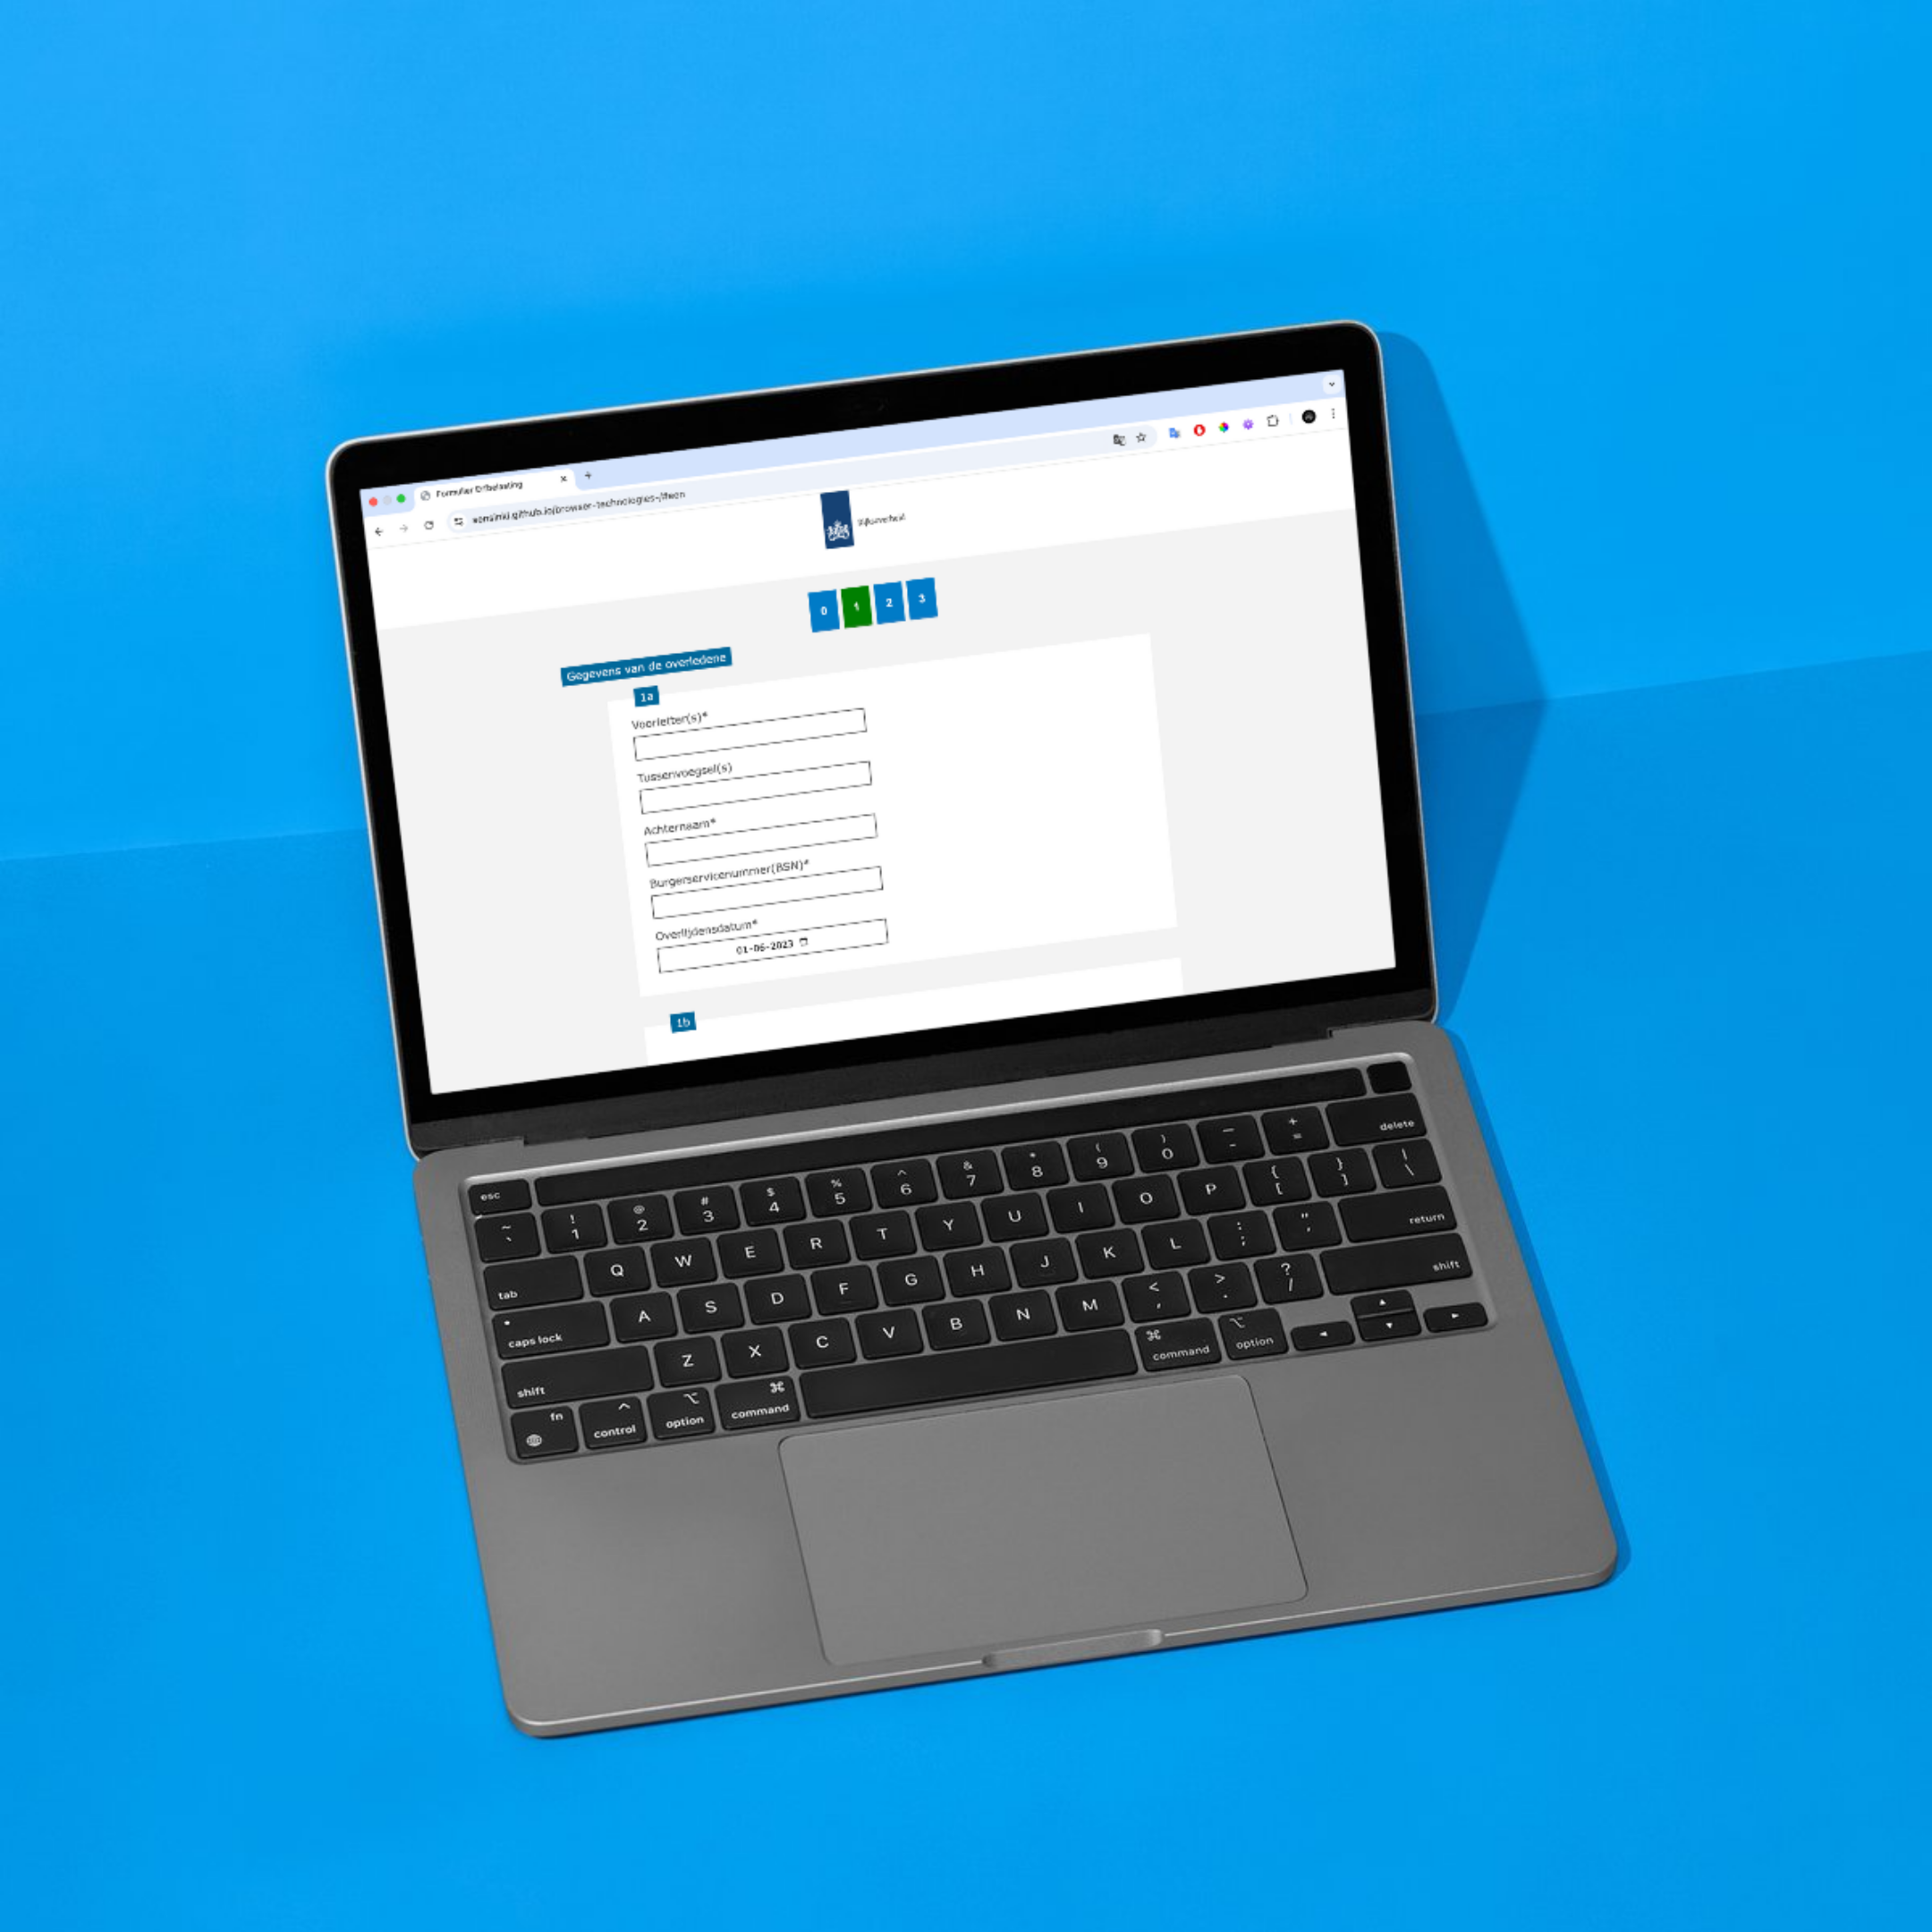 Formulier Erfbelasting
sensinki.github.io/browser-technologies-/#een
Rijksoverheid
0 1 2 3
Gegevens van de overledene
1a
Voorletter(s)*
Tussenvoegsel(s)
Achternaam*
Burgerservicenummer(BSN)*
Overlijdensdatum*
01-06-2023
1b
esc
~ ! @ # $ % ^ & * ( ) _ +
` 1 2 3 4 5 6 7 8 9 0 - = delete
tab Q W E R T Y U I O P { [ } ] | \
caps lock A S D F G H J K L : ; " ' return
shift Z X C V B N M < , > . ? / shift
fn control option command command option